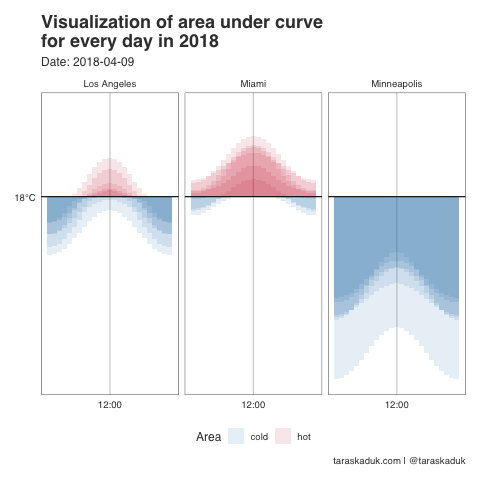 Visualization of area under curve
for every day in 2018
Date: 2018-04-09
Los Angeles
Miami
Minneapolis
18°C
12:00
12:00
12:00
Area
cold
hot
taraskaduk.com | @taraskaduk